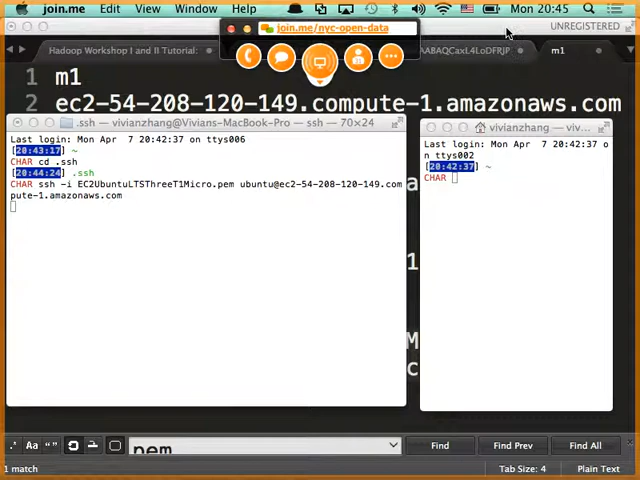 join.me Edit View Window Help Mon 20:45
join.me/nyc-open-data
UNREGISTERED
Hadoop Workshop I and II Tutorial: AABAQCaxL4LoDFRJP m1
1 m1
2 ec2-54-208-120-149.compute-1.amazonaws.com
.ssh — vivianzhang@Vivians-MacBook-Pro — ssh — 70×24
Last login: Mon Apr 7 20:42:37 on ttys006
[20:43:17] ~
CHAR cd .ssh
[20:44:24] .ssh
CHAR ssh -i EC2UbuntuLTSThreeT1Micro.pem ubuntu@ec2-54-208-120-149.com
pute-1.amazonaws.com
vivianzhang — viv...
Last login: Mon Apr 7 20:42:37 o
n ttys002
[20:42:37] ~
CHAR
a
1
M
c
.* Aa “” pem Find Find Prev Find All
1 match Tab Size: 4 Plain Text